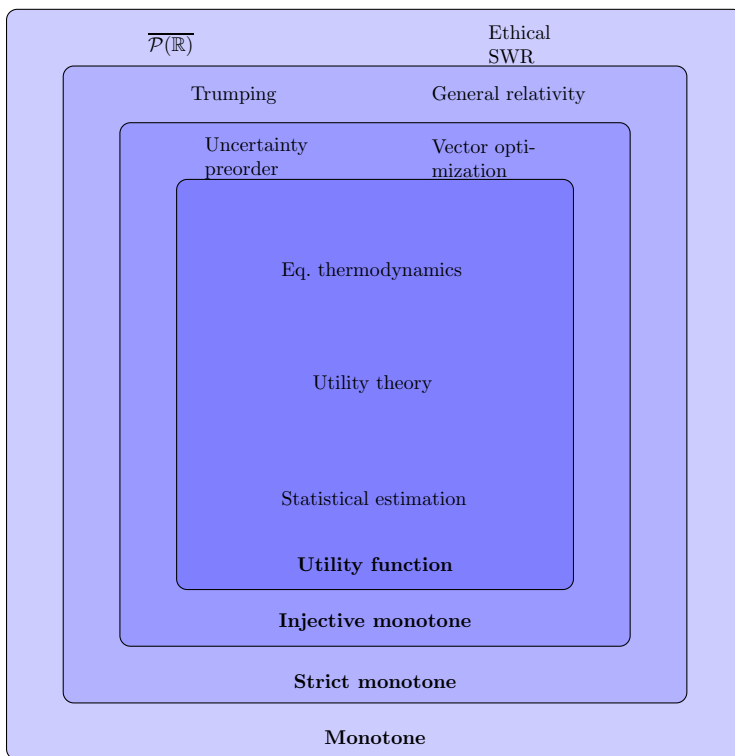 $\overline{\mathcal{P}(\mathbb{R})}$
Ethical
SWR
Trumping
General relativity
Uncertainty
preorder
Vector opti-
mization
Eq. thermodynamics
Utility theory
Statistical estimation
Utility function
Injective monotone
Strict monotone
Monotone